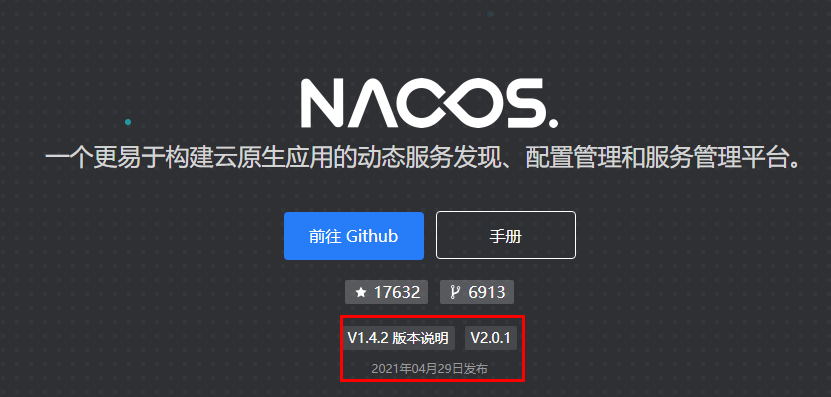 NACOS.
一个更易于构建云原生应用的动态服务发现、配置管理和服务管理平台。
前往 Github 手册
17632 6913
V1.4.2 版本说明 V2.0.1
2021年04月29日发布